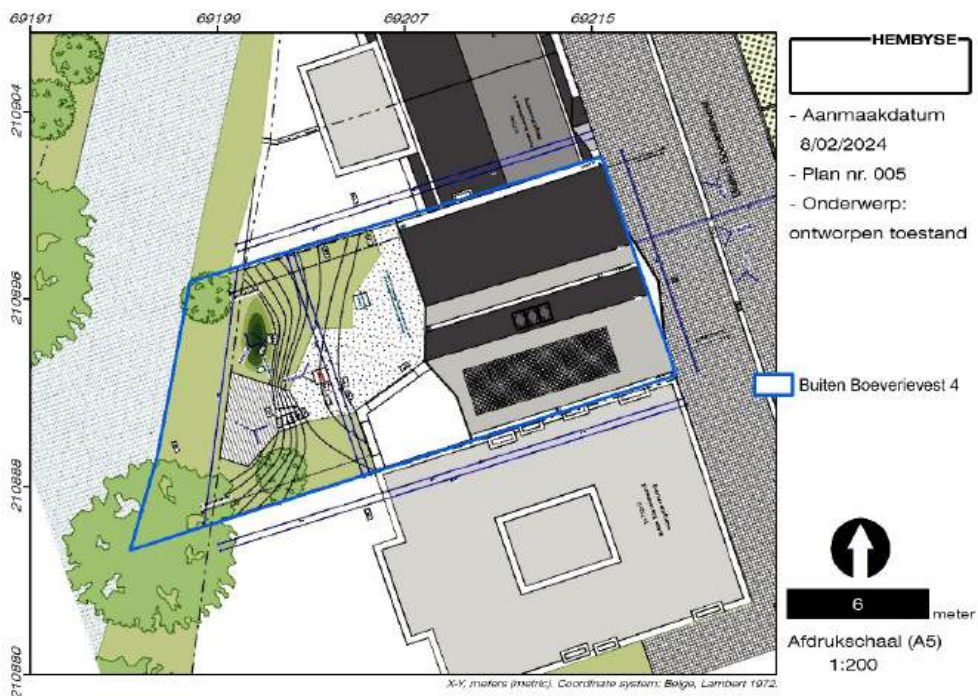 69191
69199
69207
69215
HEMBYSE
- Aanmaakdatum
8/02/2024
- Plan nr. 005
- Onderwerp:
ontworpen toestand
210904
210896
210888
210880
Buiten Boeverievest 4
6
meter
Afdrukschaal (A5)
1:200
X-Y, meters (metric). Coordinate system: Belge, Lambert 1972.